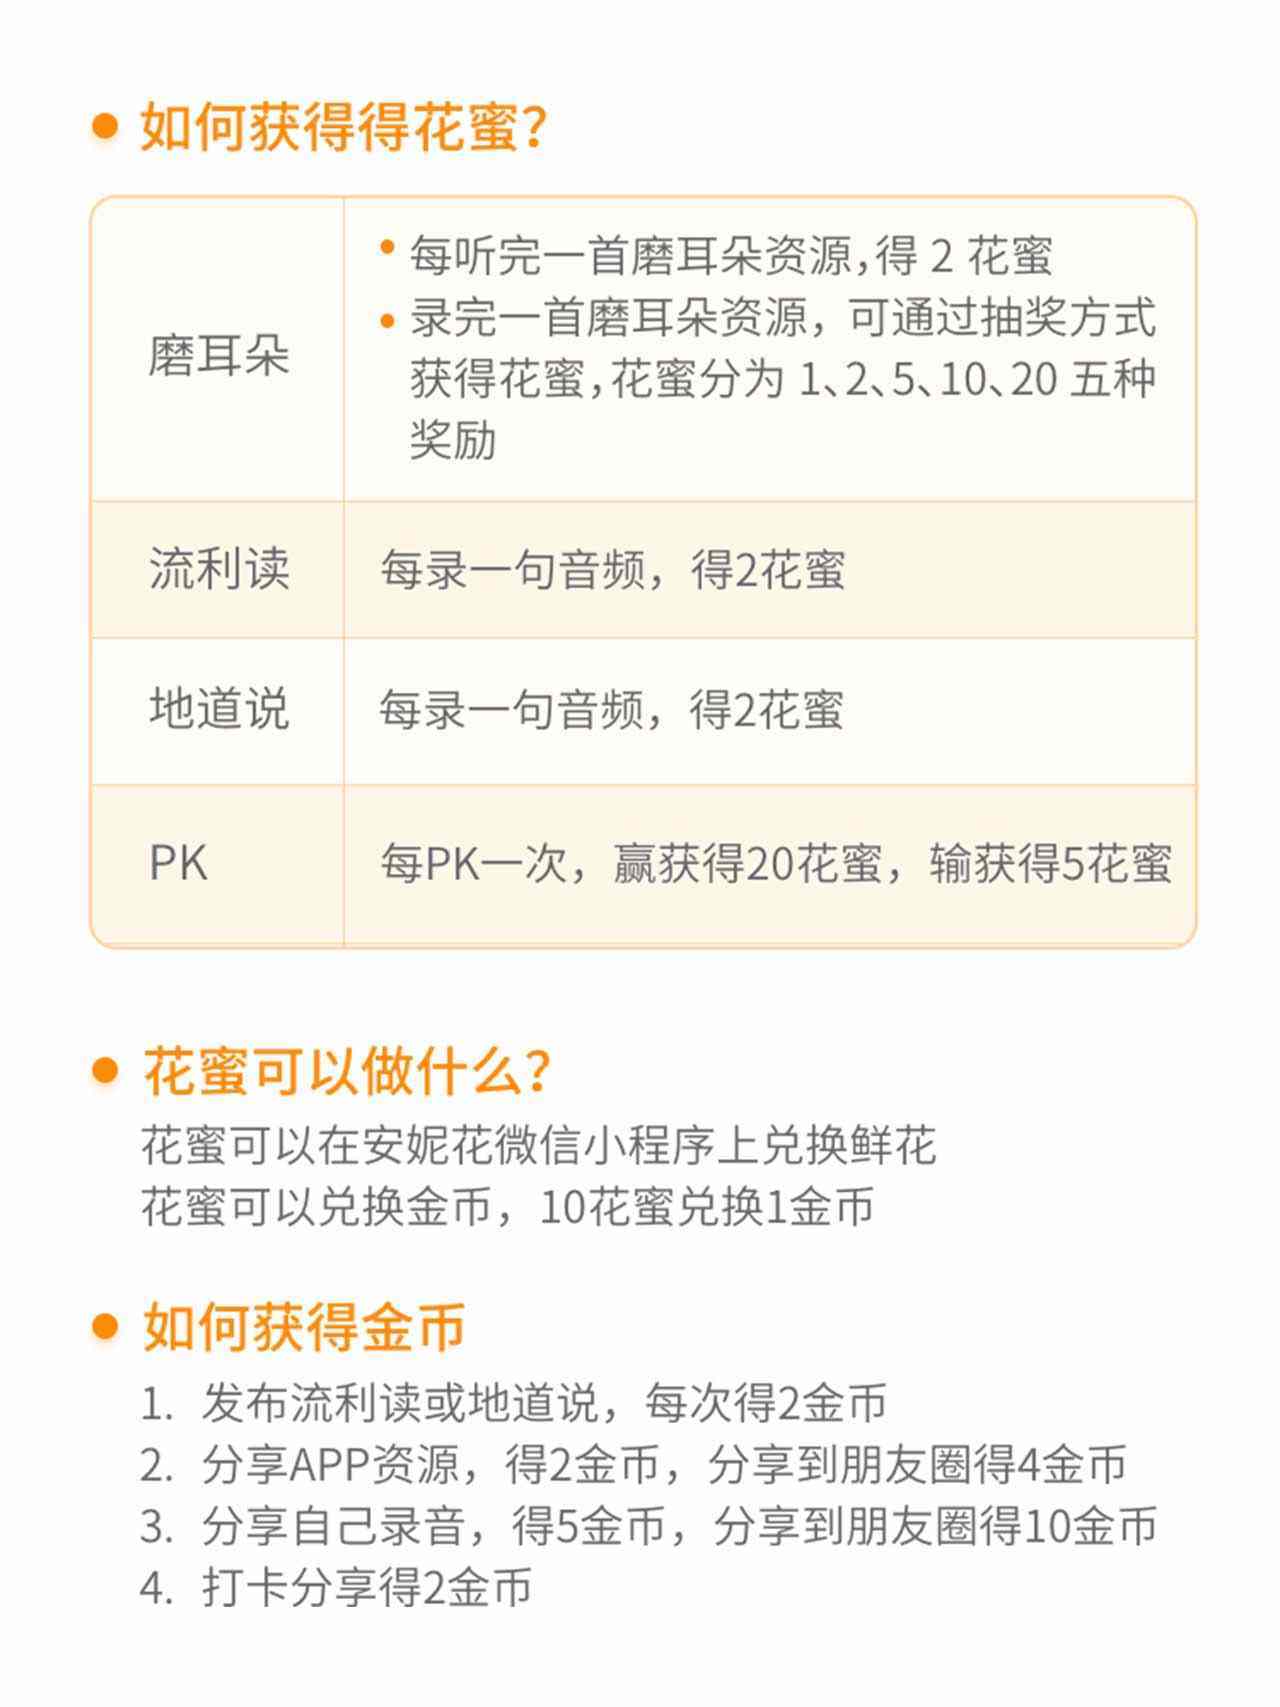 如何获得得花蜜？
磨耳朵
每听完一首磨耳朵资源，得 2 花蜜
录完一首磨耳朵资源，可通过抽奖方式
获得花蜜，花蜜分为 1、2、5、10、20 五种
奖励
流利读
每录一句音频，得2花蜜
地道说
每录一句音频，得2花蜜
PK
每PK一次，赢获得20花蜜，输获得5花蜜
花蜜可以做什么？
花蜜可以在安妮花微信小程序上兑换鲜花
花蜜可以兑换金币，10花蜜兑换1金币
如何获得金币
1. 发布流利读或地道说，每次得2金币
2. 分享APP资源，得2金币，分享到朋友圈得4金币
3. 分享自己录音，得5金币，分享到朋友圈得10金币
4. 打卡分享得2金币